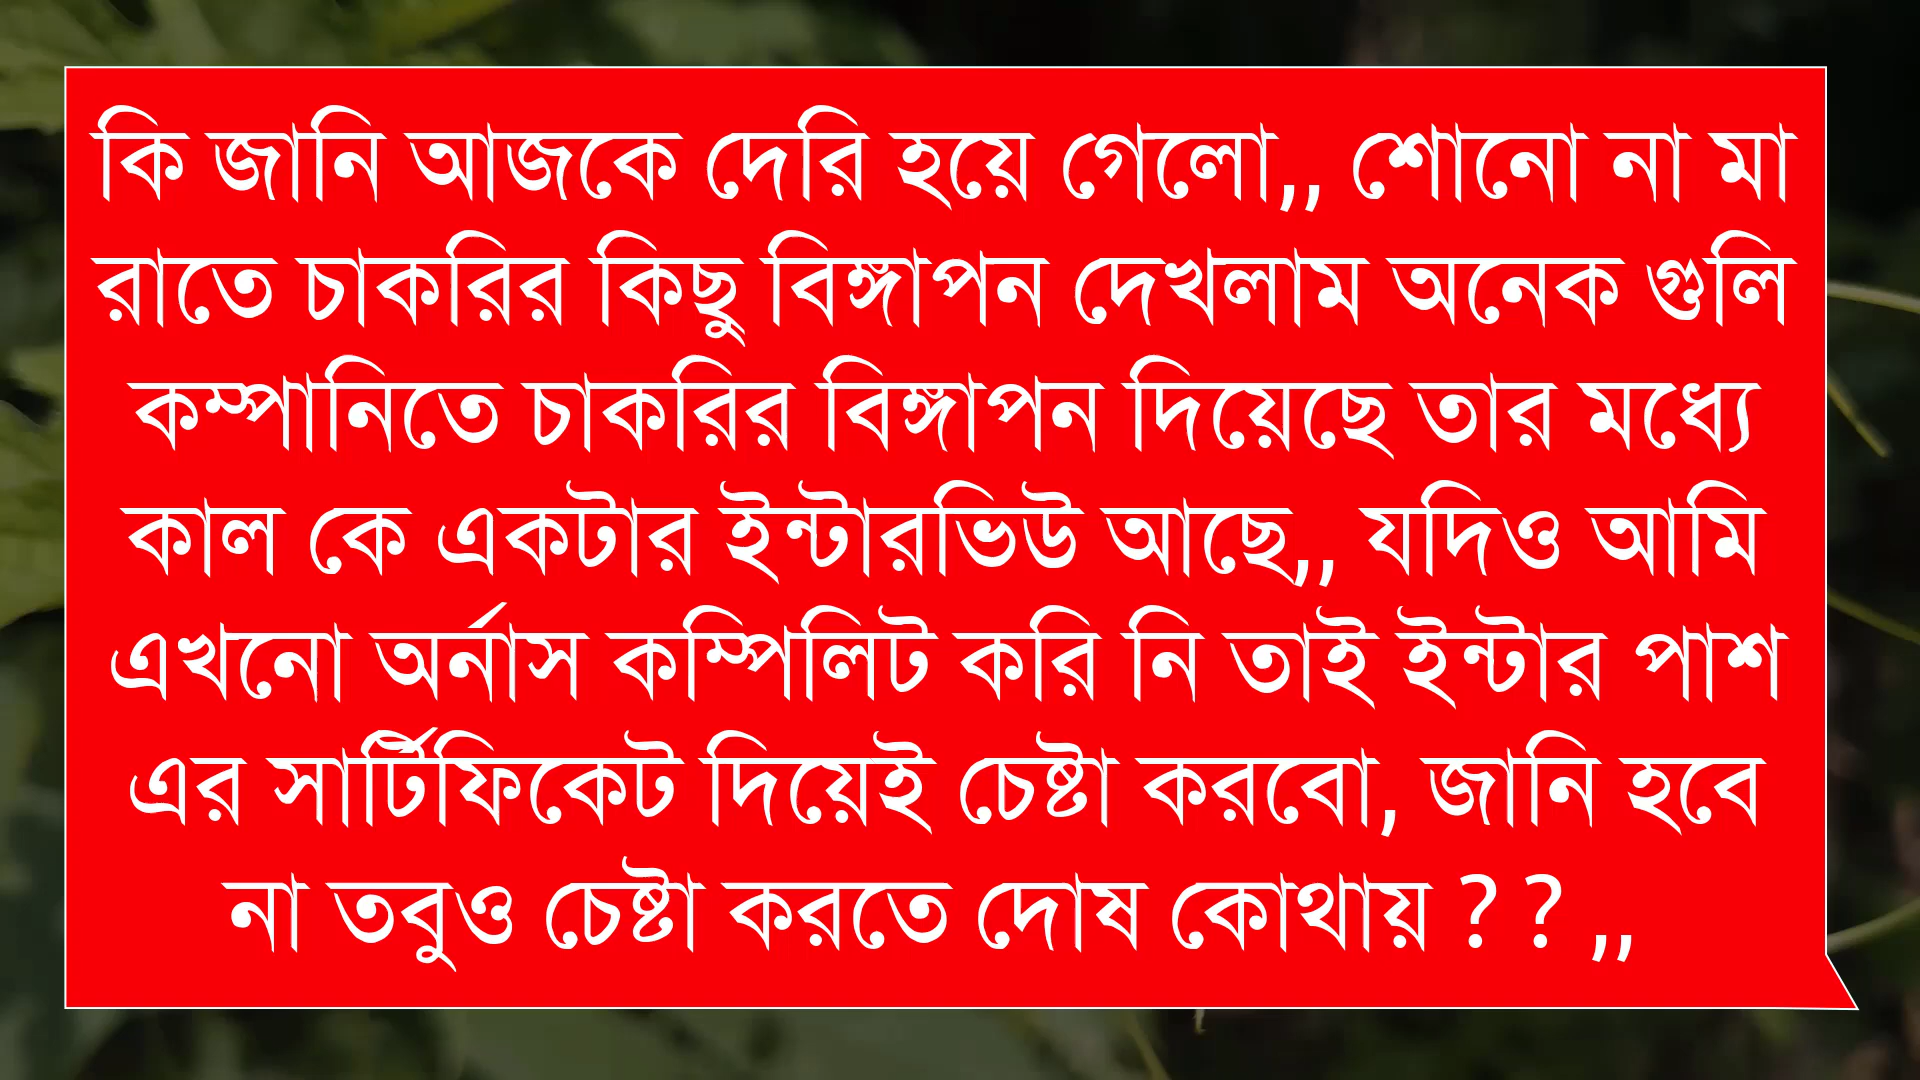 কি জানি আজকে দেরি হয়ে গেলো,, শোনো না মা
রাতে চাকরির কিছু বিঙ্গাপন দেখলাম অনেক গুলি
কম্পানিতে চাকরির বিঙ্গাপন দিয়েছে তার মধ্যে
কাল কে একটার ইন্টারভিউ আছে,, যদিও আমি
এখনো অর্নাস কম্পিলিট করি নি তাই ইন্টার পাশ
এর সার্টিফিকেট দিয়েই চেষ্টা করবো, জানি হবে
না তবুও চেষ্টা করতে দোষ কোথায় ? ? ,,